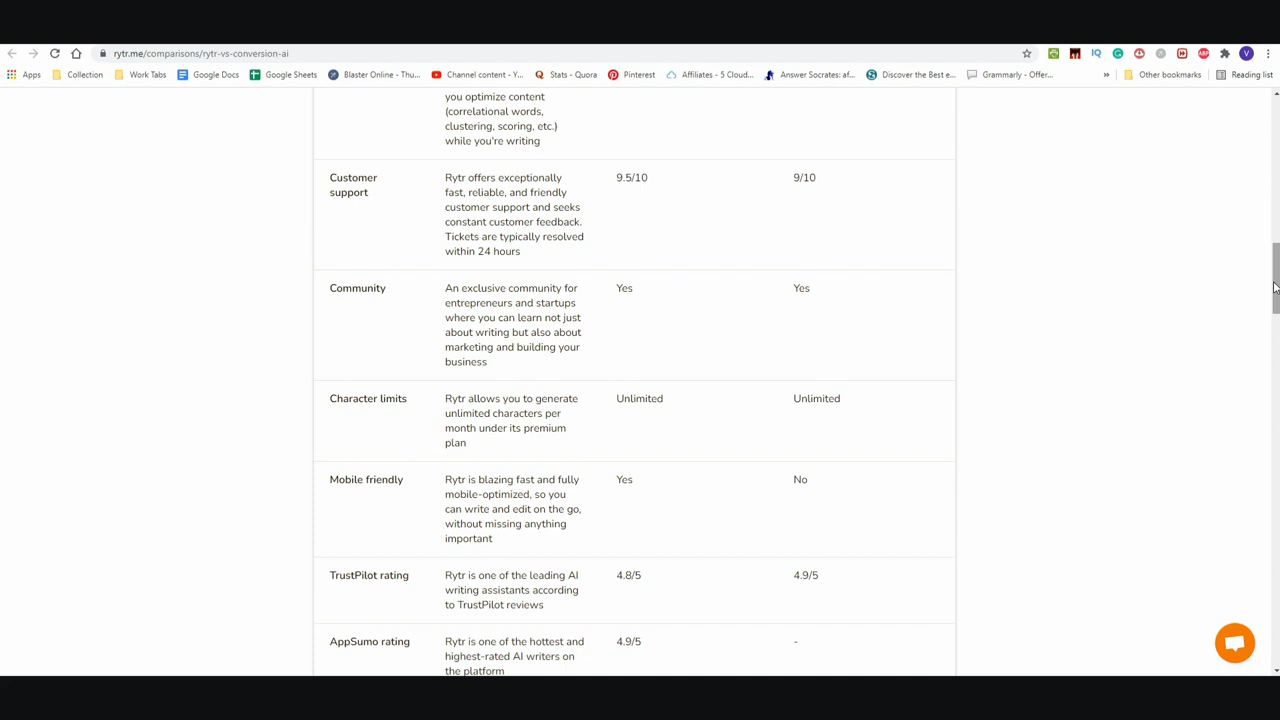 rytr.me/comparisons/rytr-vs-conversion-ai
Apps Collection Work Tabs Google Docs Google Sheets Blaster Online - Thu... Channel content - Y... Stats - Quora Pinterest Affiliates - 5 Cloud... Answer Socrates: af... Discover the Best e... Grammarly - Offer... » Other bookmarks Reading list
you optimize content
(correlational words,
clustering, scoring, etc.)
while you're writing
Customer
support
Rytr offers exceptionally
fast, reliable, and friendly
customer support and seeks
constant customer feedback.
Tickets are typically resolved
within 24 hours
9.5/10
9/10
Community
An exclusive community for
entrepreneurs and startups
where you can learn not just
about writing but also about
marketing and building your
business
Yes
Yes
Character limits
Rytr allows you to generate
unlimited characters per
month under its premium
plan
Unlimited
Unlimited
Mobile friendly
Rytr is blazing fast and fully
mobile-optimized, so you
can write and edit on the go,
without missing anything
important
Yes
No
TrustPilot rating
Rytr is one of the leading AI
writing assistants according
to TrustPilot reviews
4.8/5
4.9/5
AppSumo rating
Rytr is one of the hottest and
highest-rated AI writers on
the platform
4.9/5
-